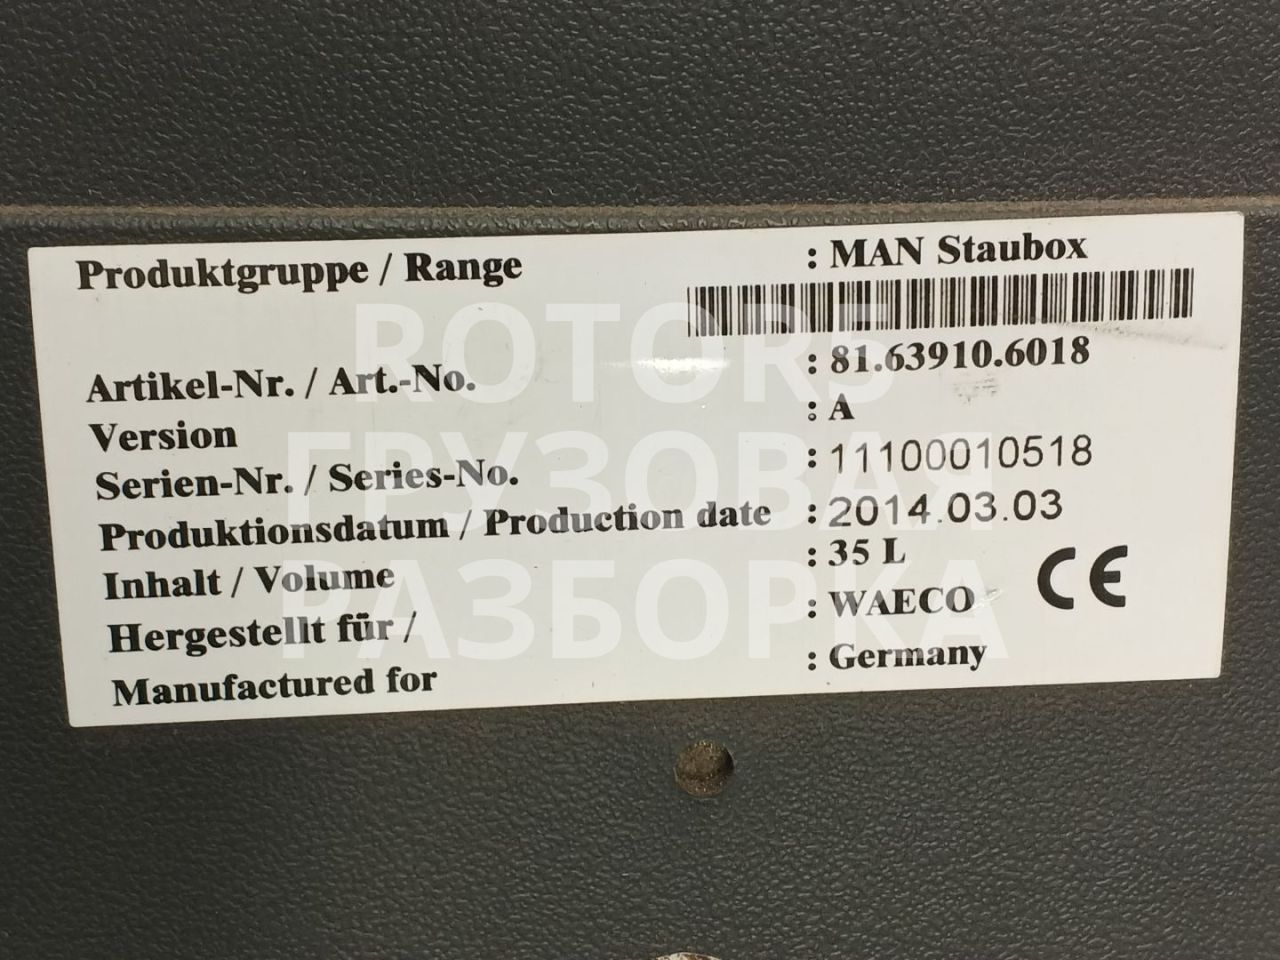 Produktgruppe / Range : MAN Staubox
Artikel-Nr. / Art.-No. : 81.63910.6018
Version : A
Serien-Nr. / Series-No. : 11100010518
Produktionsdatum / Production date : 2014.03.03
Inhalt / Volume : 35 L
Hergestellt für / : WAECO
Manufactured for : Germany
CE
ROTOR5
ГРУЗОВАЯ
РАЗБОРКА